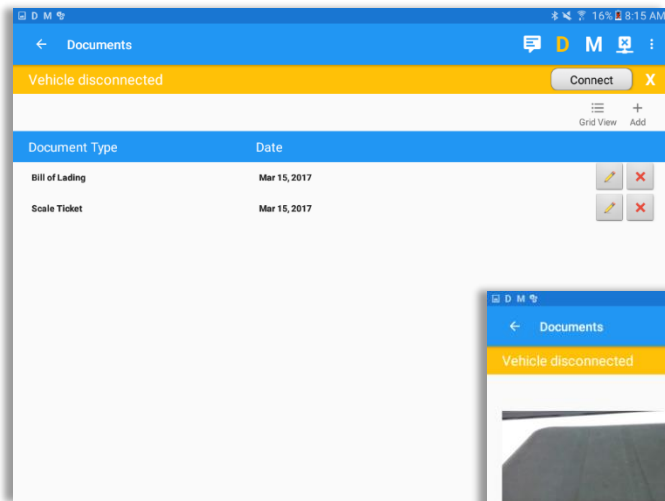 D M 16% 8:15 AM
Documents D M
Vehicle disconnected Connect X
Grid View Add
Document Type Date
Bill of Lading Mar 15, 2017
Scale Ticket Mar 15, 2017
D M
Documents
Vehicle disconnected